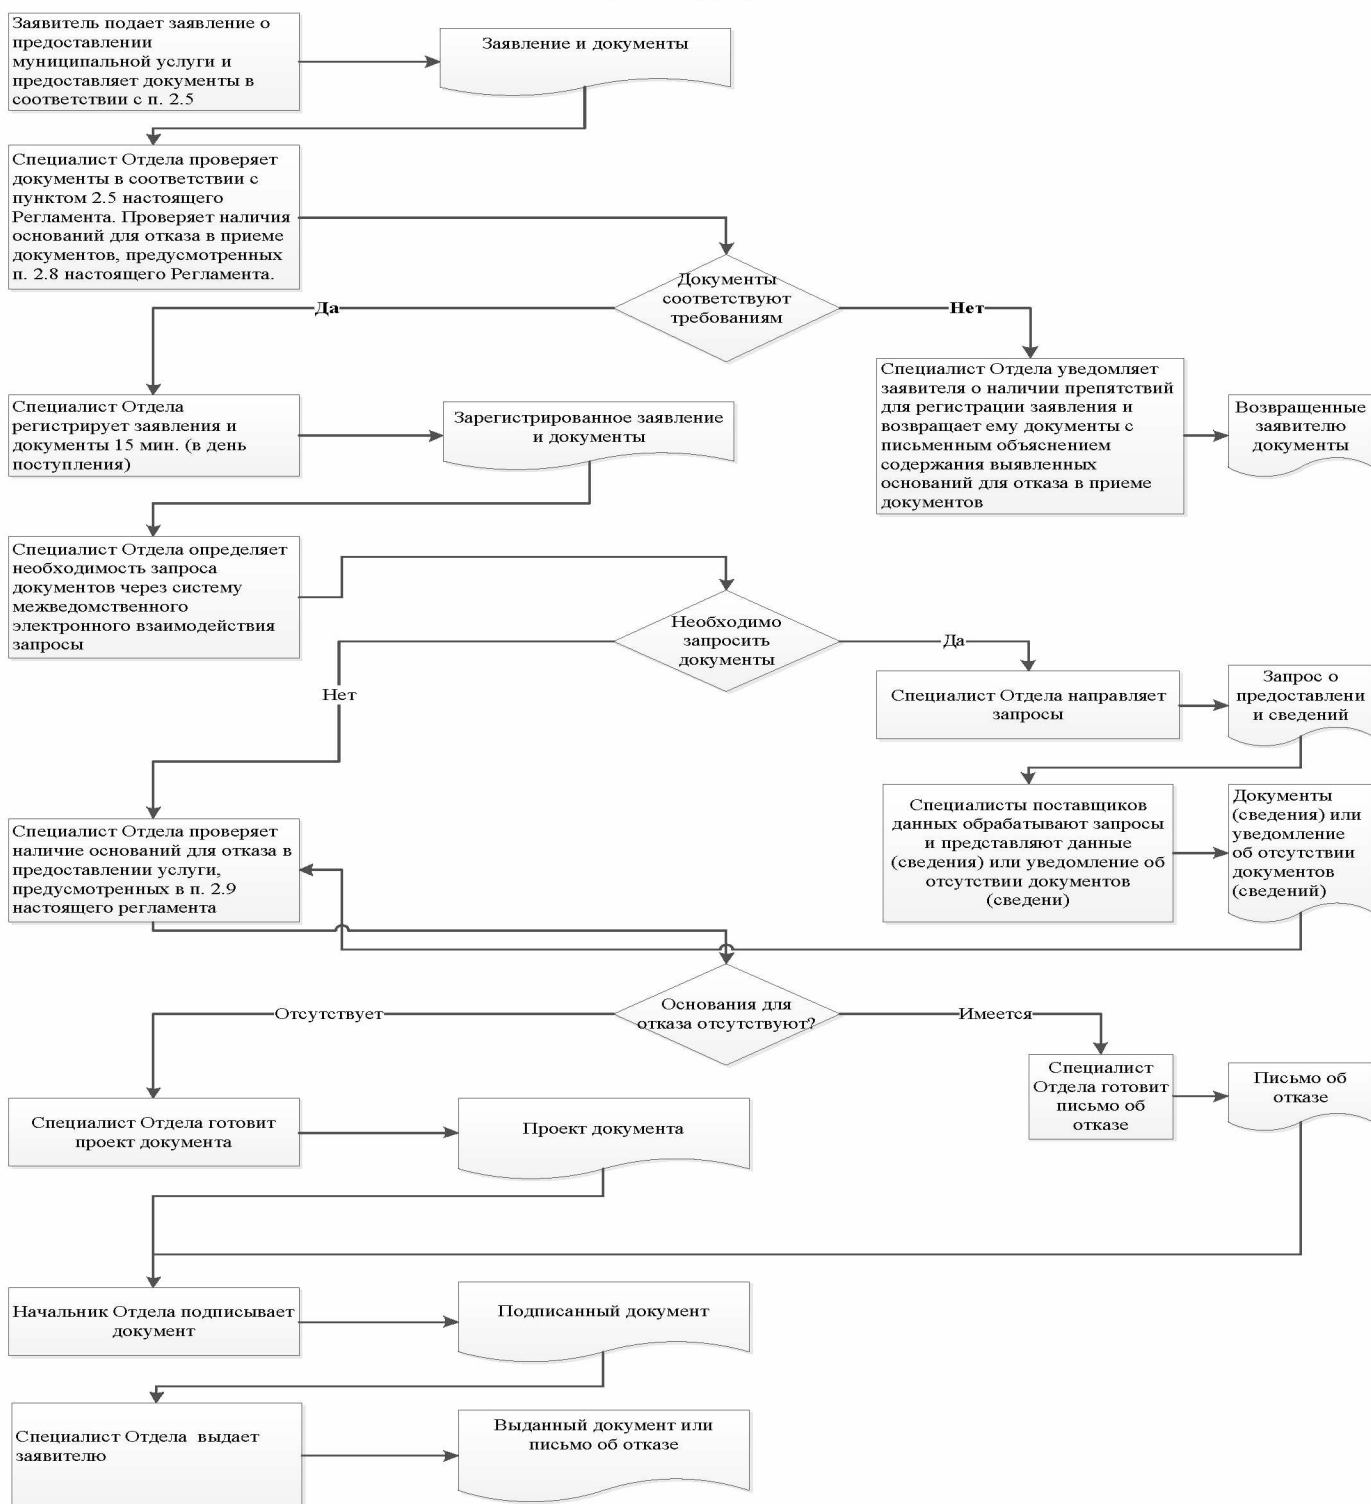 Заявитель подает заявление о
предоставлении
муниципальной услуги и
предоставляет документы в
соответствии с п. 2.5
Заявление и документы
Специалист Отдела проверяет
документы в соответствии с
пунктом 2.5 настоящего
Регламента. Проверяет наличия
оснований для отказа в приеме
документов, предусмотренных
п. 2.8 настоящего Регламента.
Документы
соответствуют
требованиям
Да
Нет
Специалист Отдела
регистрирует заявления и
документы 15 мин. (в день
поступления)
Зарегистрированное заявление
и документы
Специалист Отдела уведомляет
заявителя о наличии препятствий
для регистрации заявления и
возвращает ему документы с
письменным объяснением
содержания выявленных
оснований для отказа в приеме
документов
Возвращенные
заявителю
документы
Специалист Отдела определяет
необходимость запроса
документов через систему
межведомственного
электронного взаимодействия
запросы
Необходимо
запросить
документы
Да
Нет
Специалист Отдела направляет
запросы
Запрос о
предоставлени
и сведений
Специалисты поставщиков
данных обрабатывают запросы
и представляют данные
(сведения) или уведомление об
отсутствии документов
(сведени)
Документы
(сведения) или
уведомление
об отсутствии
документов
(сведений)
Специалист Отдела проверяет
наличие оснований для отказа в
предоставлении услуги,
предусмотренных в п. 2.9
настоящего регламента
Основания для
отказа отсутствуют?
Отсутствует
Имеется
Специалист Отдела готовит
проект документа
Проект документа
Специалист
Отдела готовит
письмо об
отказе
Письмо об
отказе
Начальник Отдела подписывает
документ
Подписанный документ
Специалист Отдела  выдает
заявителю
Выданный документ или
письмо об отказе